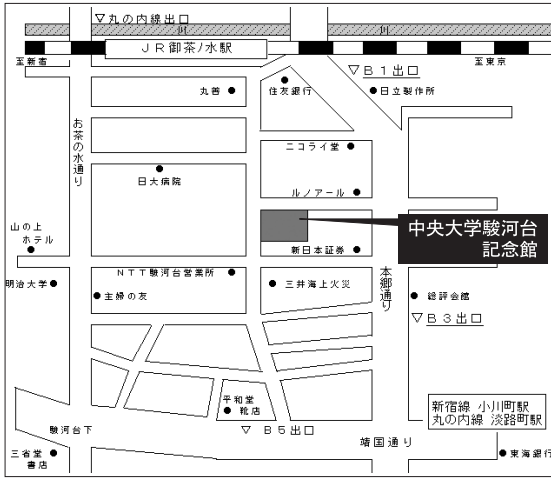 ▽丸の内線出口
川
川
JR御茶ノ水駅
至新宿
至東京
▽B1出口
丸善
住友銀行
日立製作所
お茶の水通り
ニコライ堂
日大病院
ルノアール
山の上
ホテル
中央大学駿河台
記念館
新日本証券
NTT駿河台営業所
本郷通り
明治大学
主婦の友
三井海上火災
総評会館
▽B3出口
平和堂
靴店
新宿線 小川町駅
丸の内線 淡路町駅
駿河台下
▽ B5出口
靖国通り
三省堂
書店
東海銀行